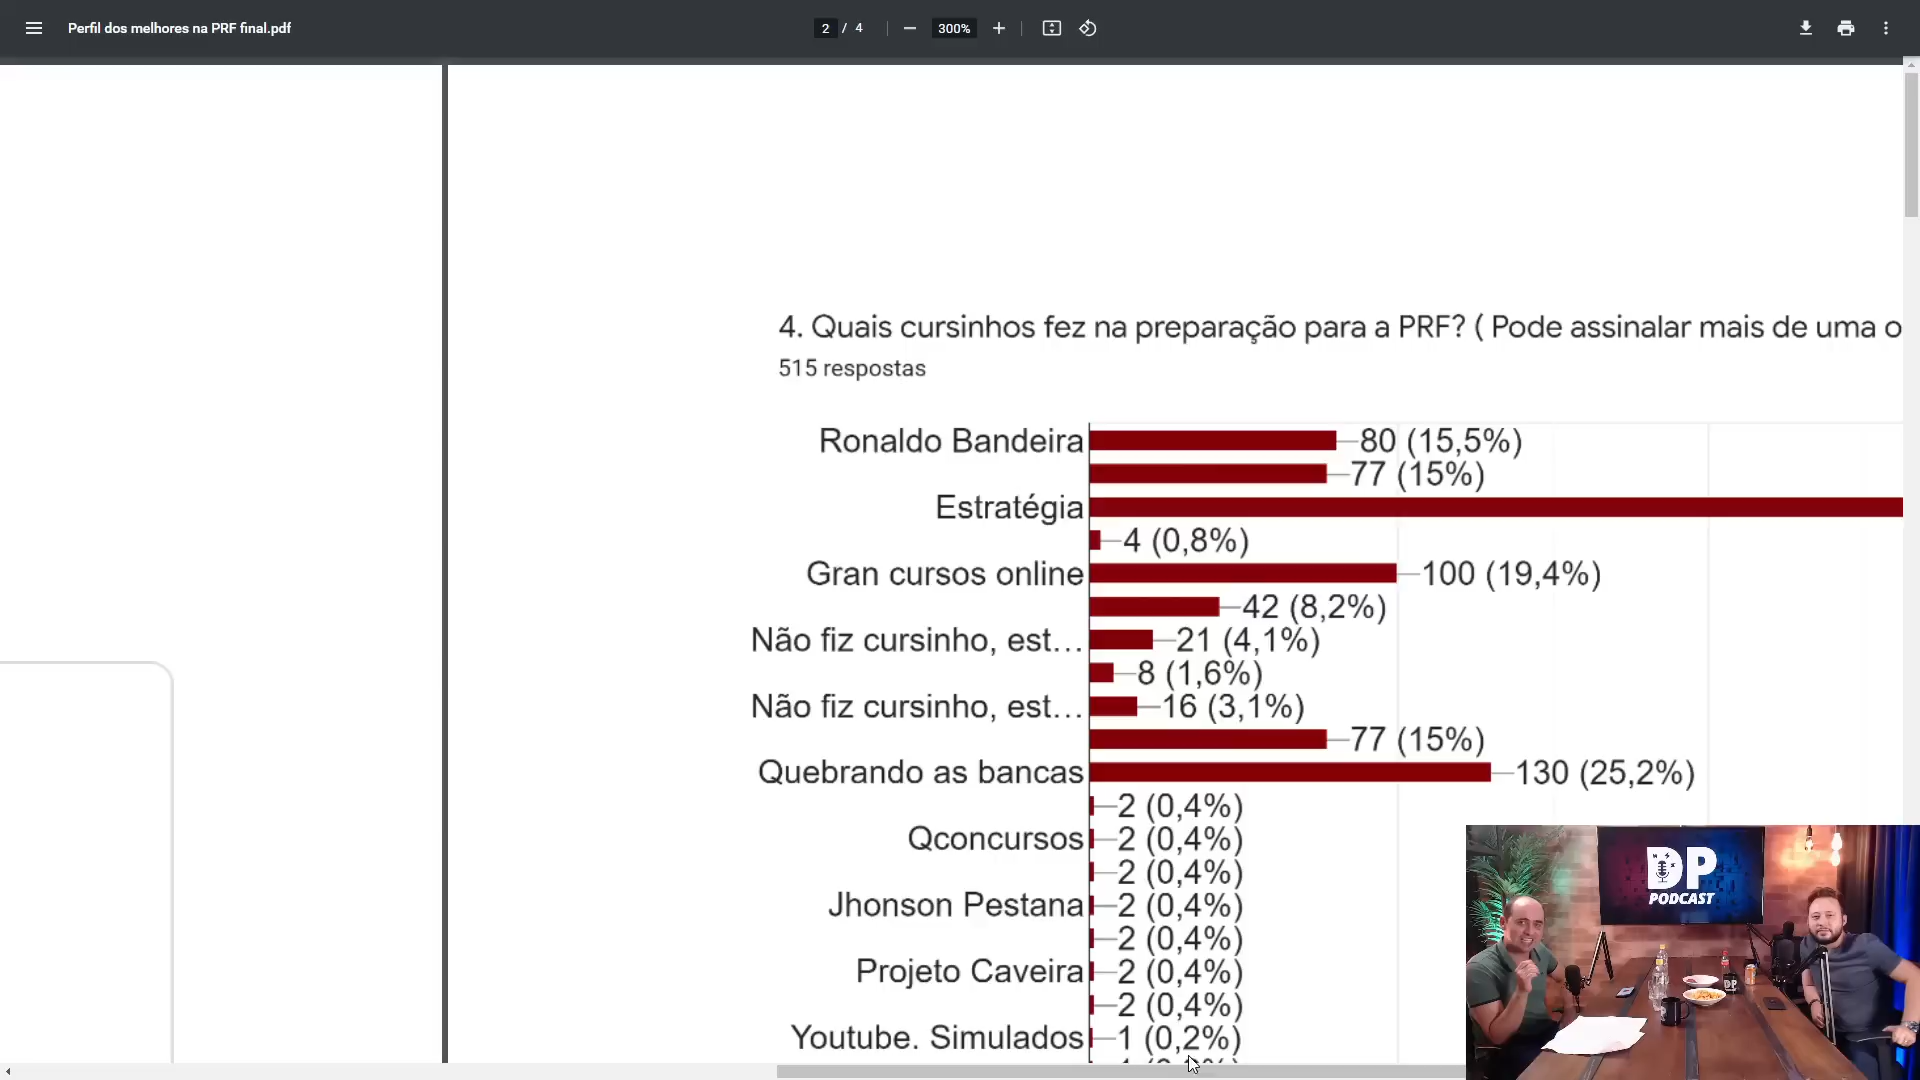 Perfil dos melhores na PRF final.pdf
2 / 4
300%
4. Quais cursinhos fez na preparação para a PRF? ( Pode assinalar mais de uma o
515 respostas
Ronaldo Bandeira 80 (15,5%)
77 (15%)
Estratégia
4 (0,8%)
Gran cursos online 100 (19,4%)
42 (8,2%)
Não fiz cursinho, est... 21 (4,1%)
8 (1,6%)
Não fiz cursinho, est... 16 (3,1%)
77 (15%)
Quebrando as bancas 130 (25,2%)
2 (0,4%)
Qconcursos 2 (0,4%)
2 (0,4%)
Jhonson Pestana 2 (0,4%)
2 (0,4%)
Projeto Caveira 2 (0,4%)
2 (0,4%)
Youtube. Simulados 1 (0,2%)
DP
PODCAST